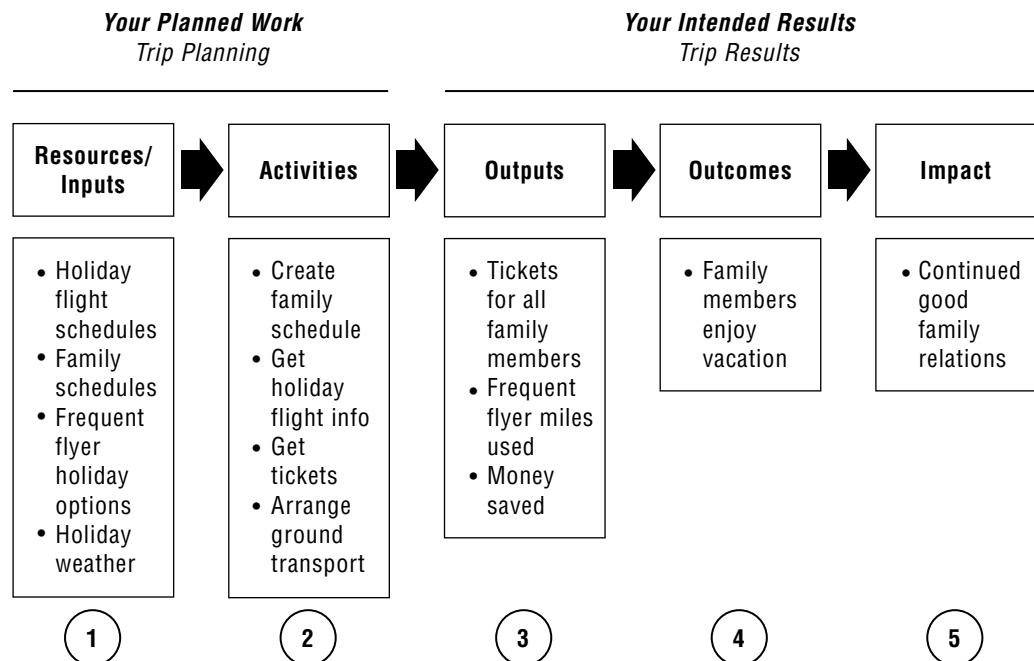 Your Planned Work
Trip Planning
Your Intended Results
Trip Results
Resources/
Inputs
Activities
Outputs
Outcomes
Impact
• Holiday
flight
schedules
• Family
schedules
• Frequent
flyer
holiday
options
• Holiday
weather
• Create
family
schedule
• Get
holiday
flight info
• Get
tickets
• Arrange
ground
transport
• Tickets
for all
family
members
• Frequent
flyer miles
used
• Money
saved
• Family
members
enjoy
vacation
• Continued
good
family
relations
1
2
3
4
5